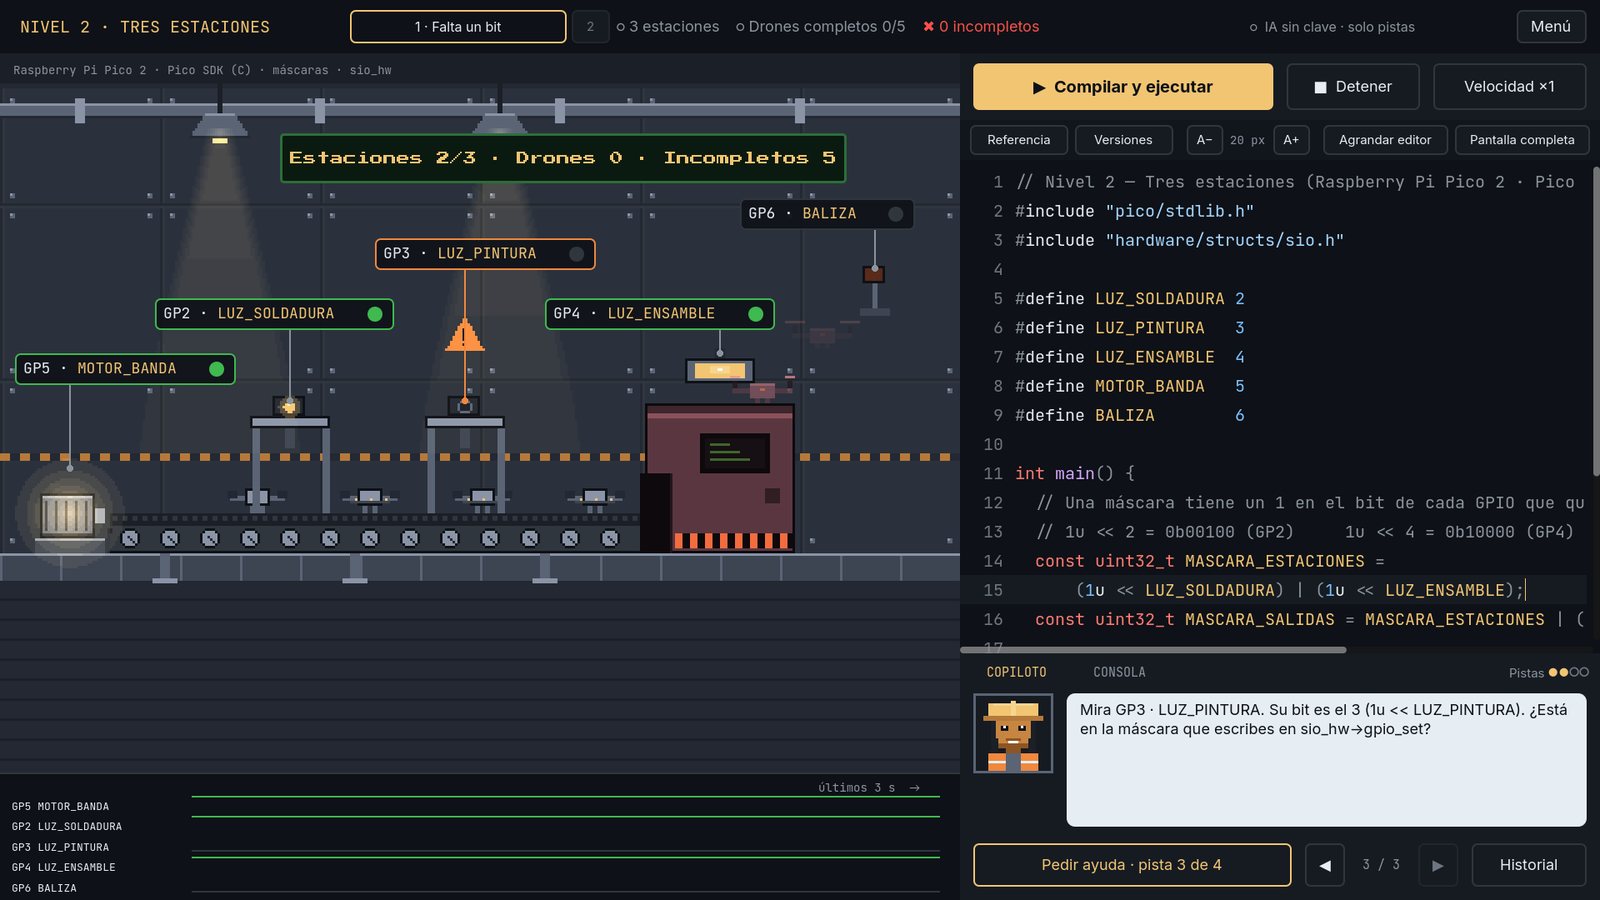 NIVEL 2 · TRES ESTACIONES
1 · Falta un bit
2
3 estaciones
Drones completos 0/5
✖ 0 incompletos
IA sin clave · solo pistas
Menú
Raspberry Pi Pico 2 · Pico SDK (C) · máscaras · sio_hw
Estaciones 2/3 · Drones 0 · Incompletos 5
GP6 · BALIZA
GP3 · LUZ_PINTURA
GP2 · LUZ_SOLDADURA
GP4 · LUZ_ENSAMBLE
GP5 · MOTOR_BANDA
últimos 3 s →
GP5 MOTOR_BANDA
GP2 LUZ_SOLDADURA
GP3 LUZ_PINTURA
GP4 LUZ_ENSAMBLE
GP6 BALIZA
▶ Compilar y ejecutar
■ Detener
Velocidad ×1
Referencia
Versiones
A−
20 px
A+
Agrandar editor
Pantalla completa
1 // Nivel 2 — Tres estaciones (Raspberry Pi Pico 2 · Pico
2 #include "pico/stdlib.h"
3 #include "hardware/structs/sio.h"
4
5 #define LUZ_SOLDADURA 2
6 #define LUZ_PINTURA 3
7 #define LUZ_ENSAMBLE 4
8 #define MOTOR_BANDA 5
9 #define BALIZA 6
10
11 int main() {
12 // Una máscara tiene un 1 en el bit de cada GPIO que qu
13 // 1u << 2 = 0b00100 (GP2) 1u << 4 = 0b10000 (GP4)
14 const uint32_t MASCARA_ESTACIONES =
15 (1u << LUZ_SOLDADURA) | (1u << LUZ_ENSAMBLE);
16 const uint32_t MASCARA_SALIDAS = MASCARA_ESTACIONES | (
17
COPILOTO
CONSOLA
Pistas
Mira GP3 · LUZ_PINTURA. Su bit es el 3 (1u << LUZ_PINTURA). ¿Está
en la máscara que escribes en sio_hw→gpio_set?
Pedir ayuda · pista 3 de 4
◀
3 / 3
▶
Historial